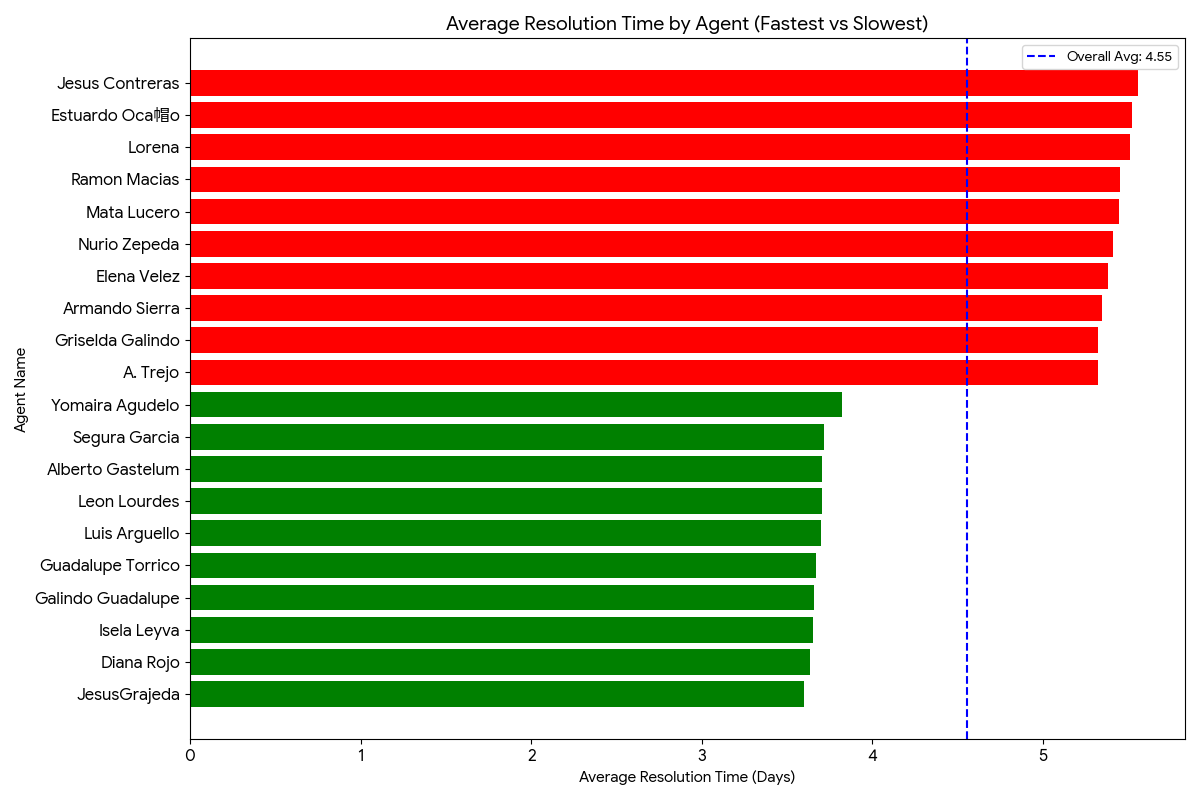 Average Resolution Time by Agent (Fastest vs Slowest)
Overall Avg: 4.55
Jesus Contreras
Estuardo Oca帽o
Lorena
Ramon Macias
Mata Lucero
Nurio Zepeda
Elena Velez
Armando Sierra
Griselda Galindo
A. Trejo
Yomaira Agudelo
Segura Garcia
Alberto Gastelum
Leon Lourdes
Luis Arguello
Guadalupe Torrico
Galindo Guadalupe
Isela Leyva
Diana Rojo
JesusGrajeda
Agent Name
0 1 2 3 4 5
Average Resolution Time (Days)